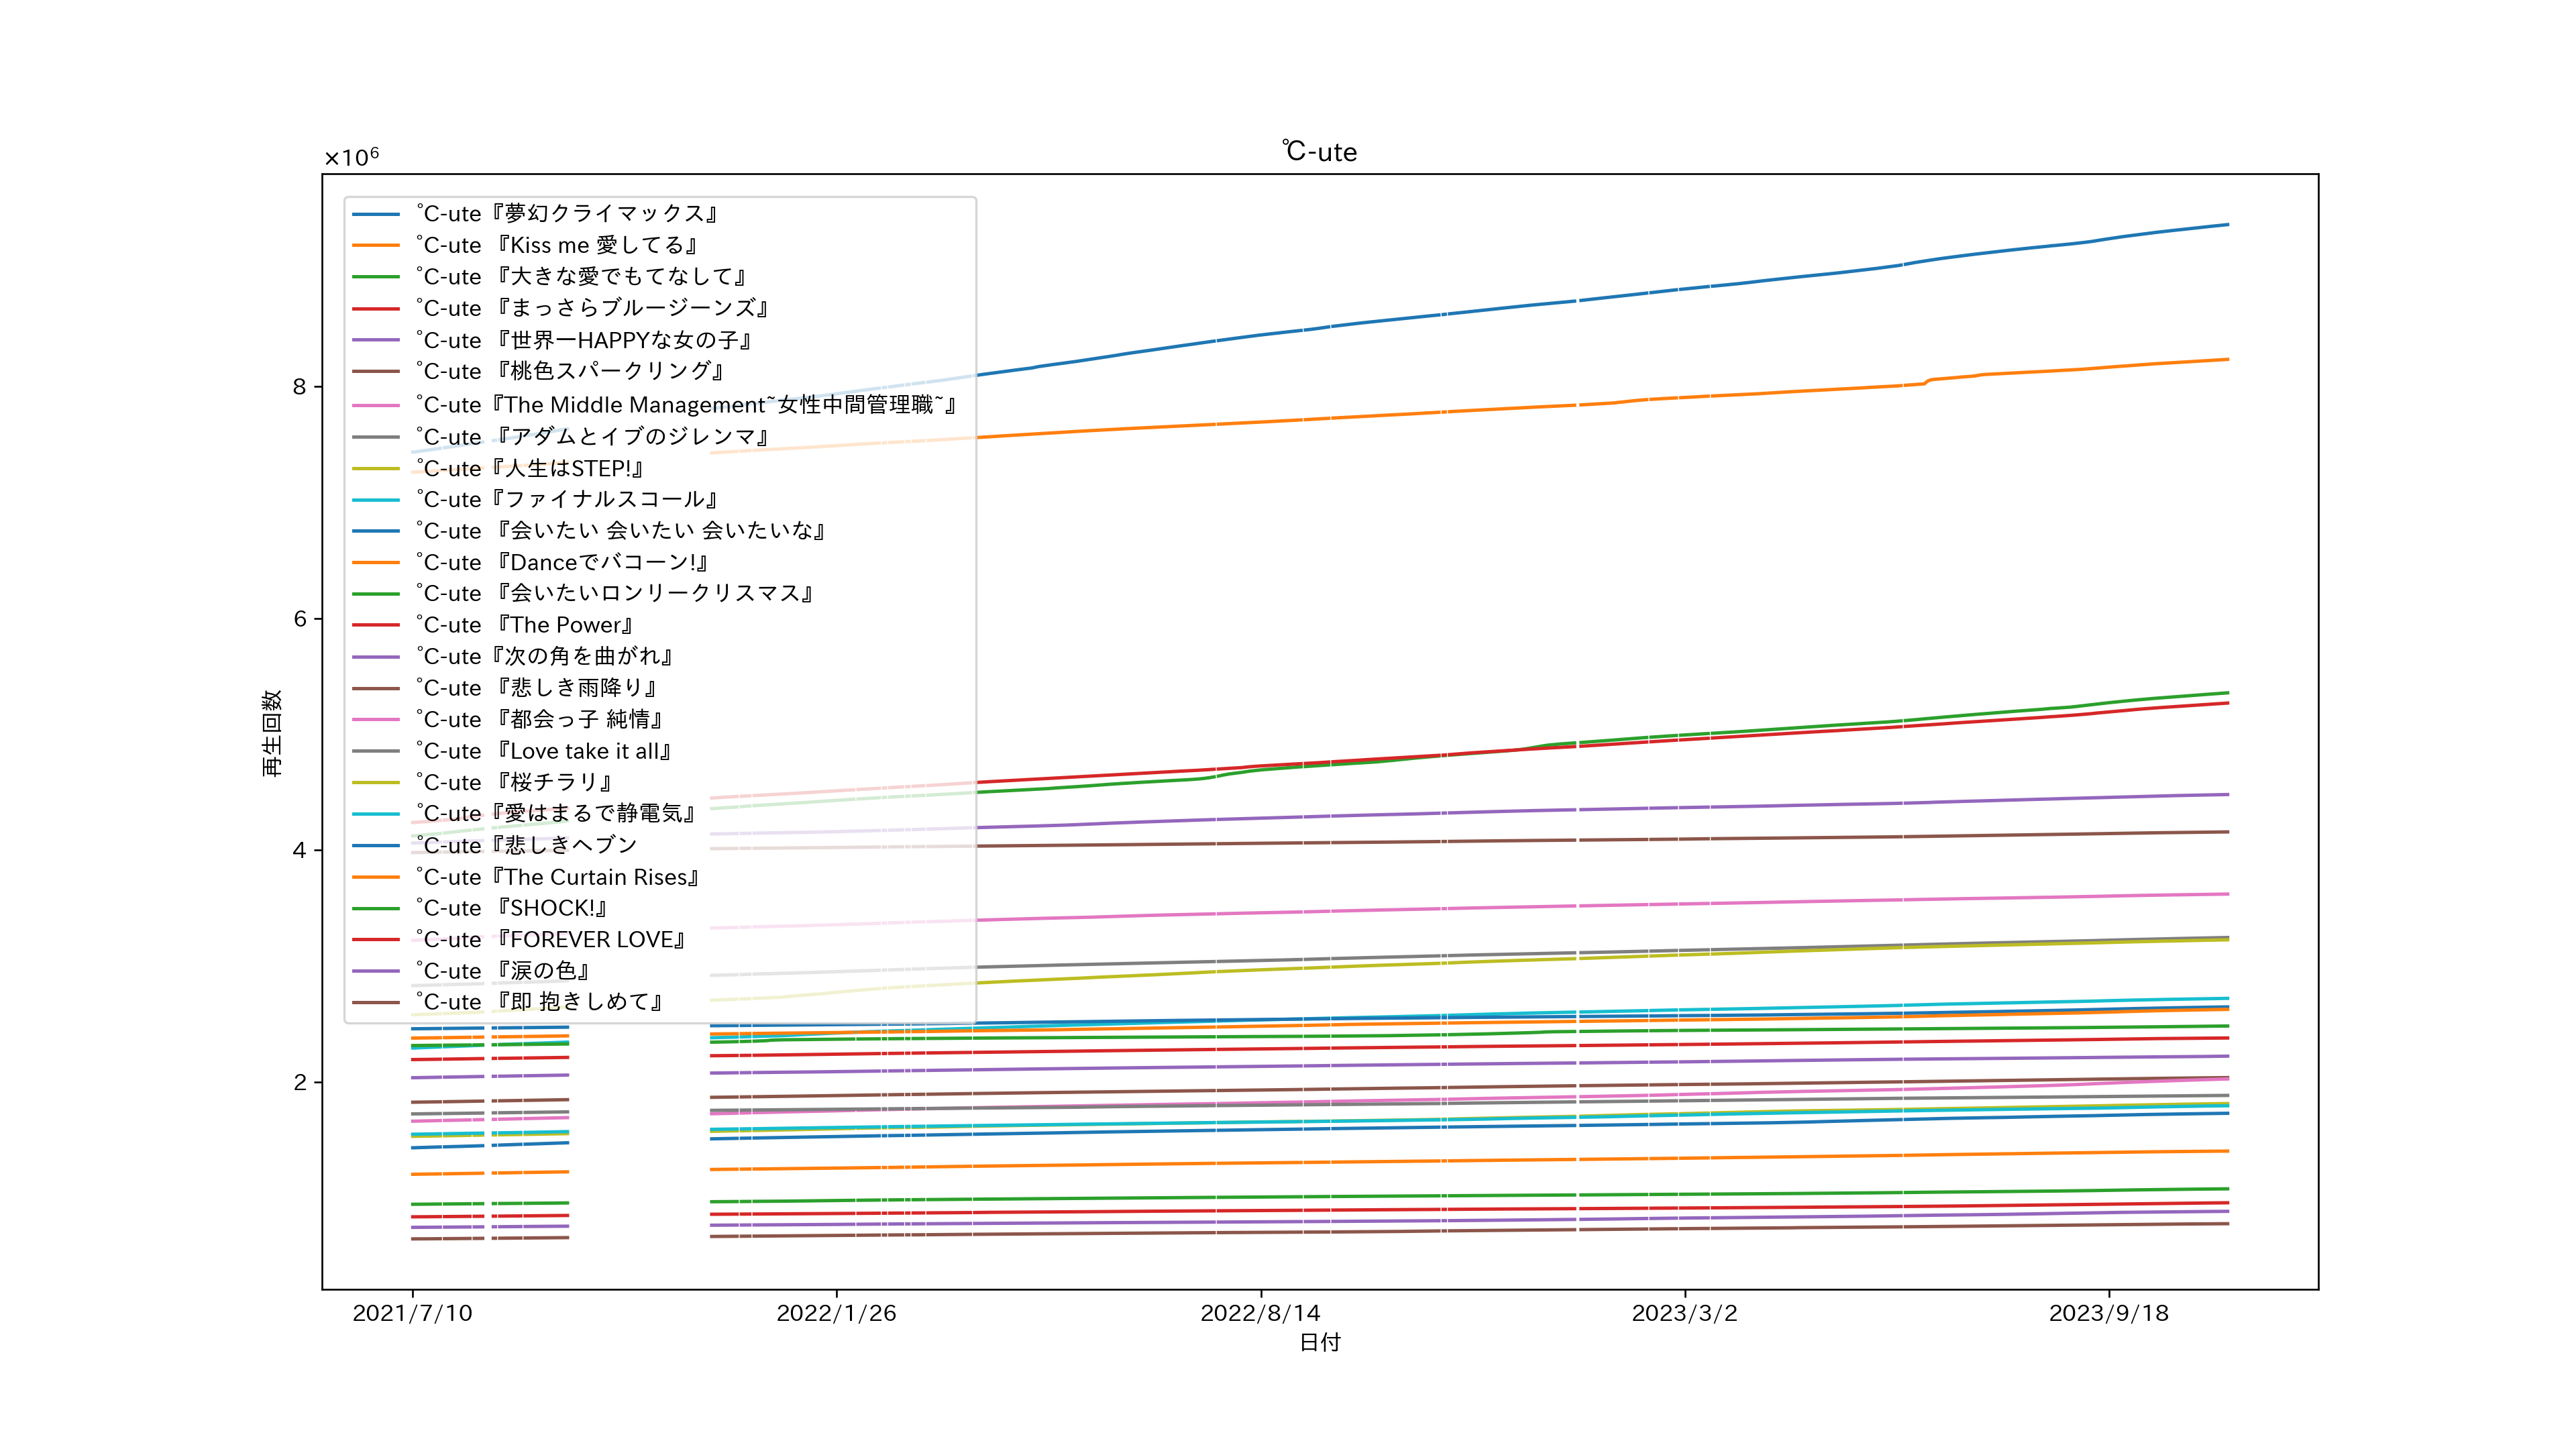 ℃-ute
×10⁶
8
6
4
2
再生回数
℃-ute『夢幻クライマックス』
℃-ute 『Kiss me 愛してる』
℃-ute 『大きな愛でもてなして』
℃-ute 『まっさらブルージーンズ』
℃-ute 『世界一HAPPYな女の子』
℃-ute 『桃色スパークリング』
℃-ute『The Middle Management~女性中間管理職~』
℃-ute『アダムとイブのジレンマ』
℃-ute『人生はSTEP!』
℃-ute『ファイナルスコール』
℃-ute 『会いたい 会いたい 会いたいな』
℃-ute 『Danceでバコーン!』
℃-ute 『会いたいロンリークリスマス』
℃-ute 『The Power』
℃-ute『次の角を曲がれ』
℃-ute 『悲しき雨降り』
℃-ute 『都会っ子 純情』
℃-ute 『Love take it all』
℃-ute 『桜チラリ』
℃-ute『愛はまるで静電気』
℃-ute『悲しきヘブン
℃-ute『The Curtain Rises』
℃-ute 『SHOCK!』
℃-ute 『FOREVER LOVE』
℃-ute 『涙の色』
℃-ute 『即 抱きしめて』
2021/7/10
2022/1/26
2022/8/14
2023/3/2
2023/9/18
日付